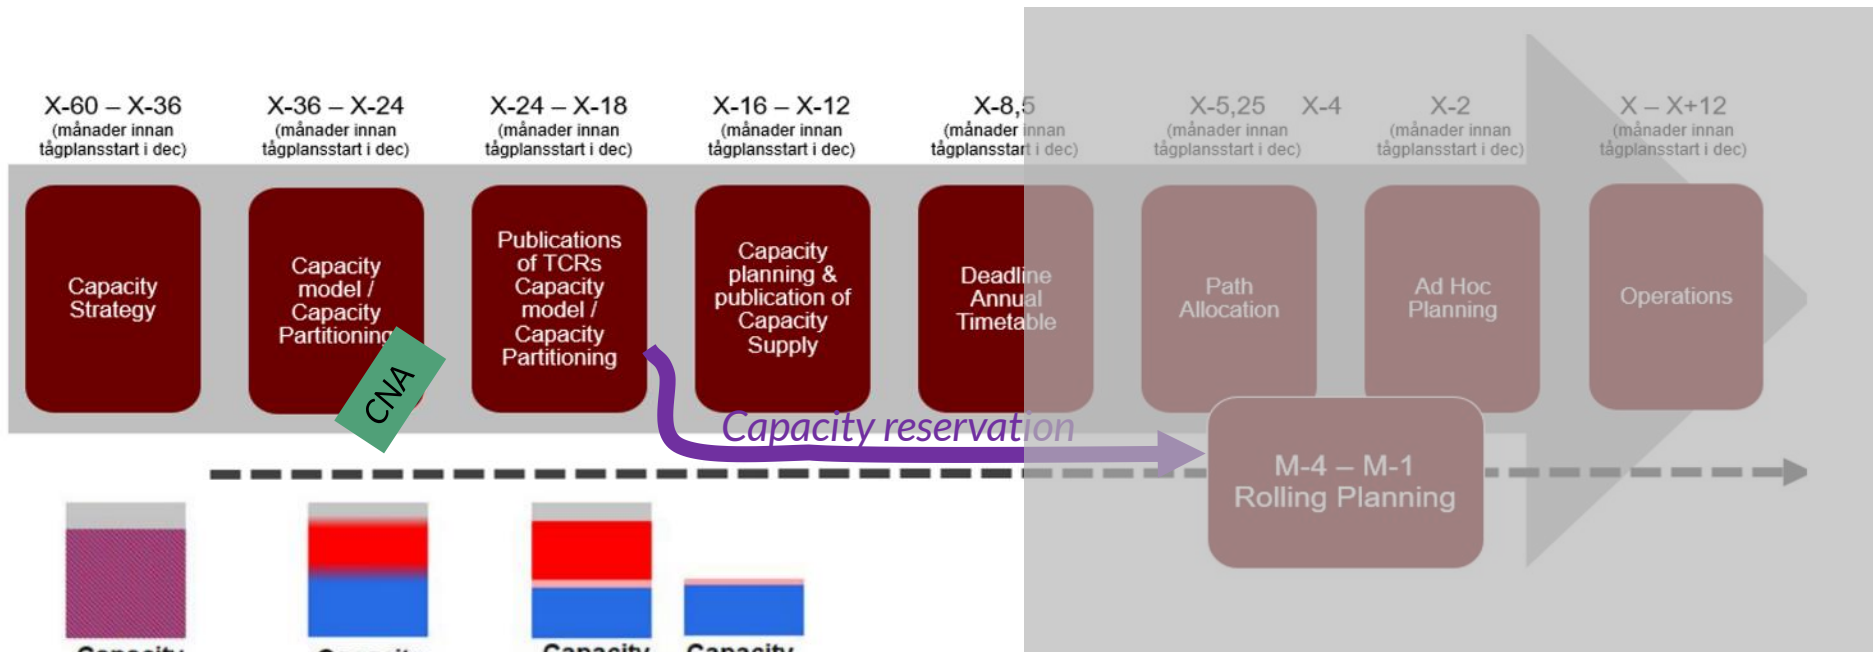 X-60 – X-36
(månader innan
tågplansstart i dec)
X-36 – X-24
(månader innan
tågplansstart i dec)
X-24 – X-18
(månader innan
tågplansstart i dec)
X-16 – X-12
(månader innan
tågplansstart i dec)
X-8,5
(månader innan
tågplansstart i dec)
X-5,25 X-4
(månader innan
tågplansstart i dec)
X-2
(månader innan
tågplansstart i dec)
X – X+12
(månader innan
tågplansstart i dec)
Capacity
Strategy
Capacity
model /
Capacity
Partitioning
CNA
Publications
of TCRs
Capacity
model /
Capacity
Partitioning
Capacity
planning &
publication of
Capacity
Supply
Deadline
Annual
Timetable
Path
Allocation
Ad Hoc
Planning
Operations
Capacity reservation
M-4 – M-1
Rolling Planning
Capacity
Capacity
Capacity
Capacity